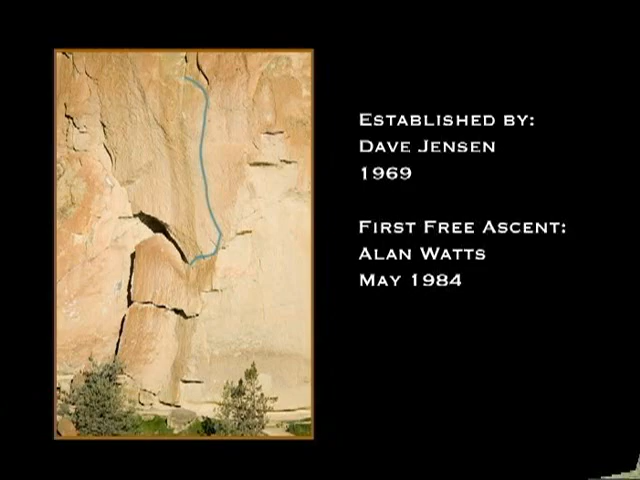 Established by:
Dave Jensen
1969
First Free Ascent:
Alan Watts
May 1984